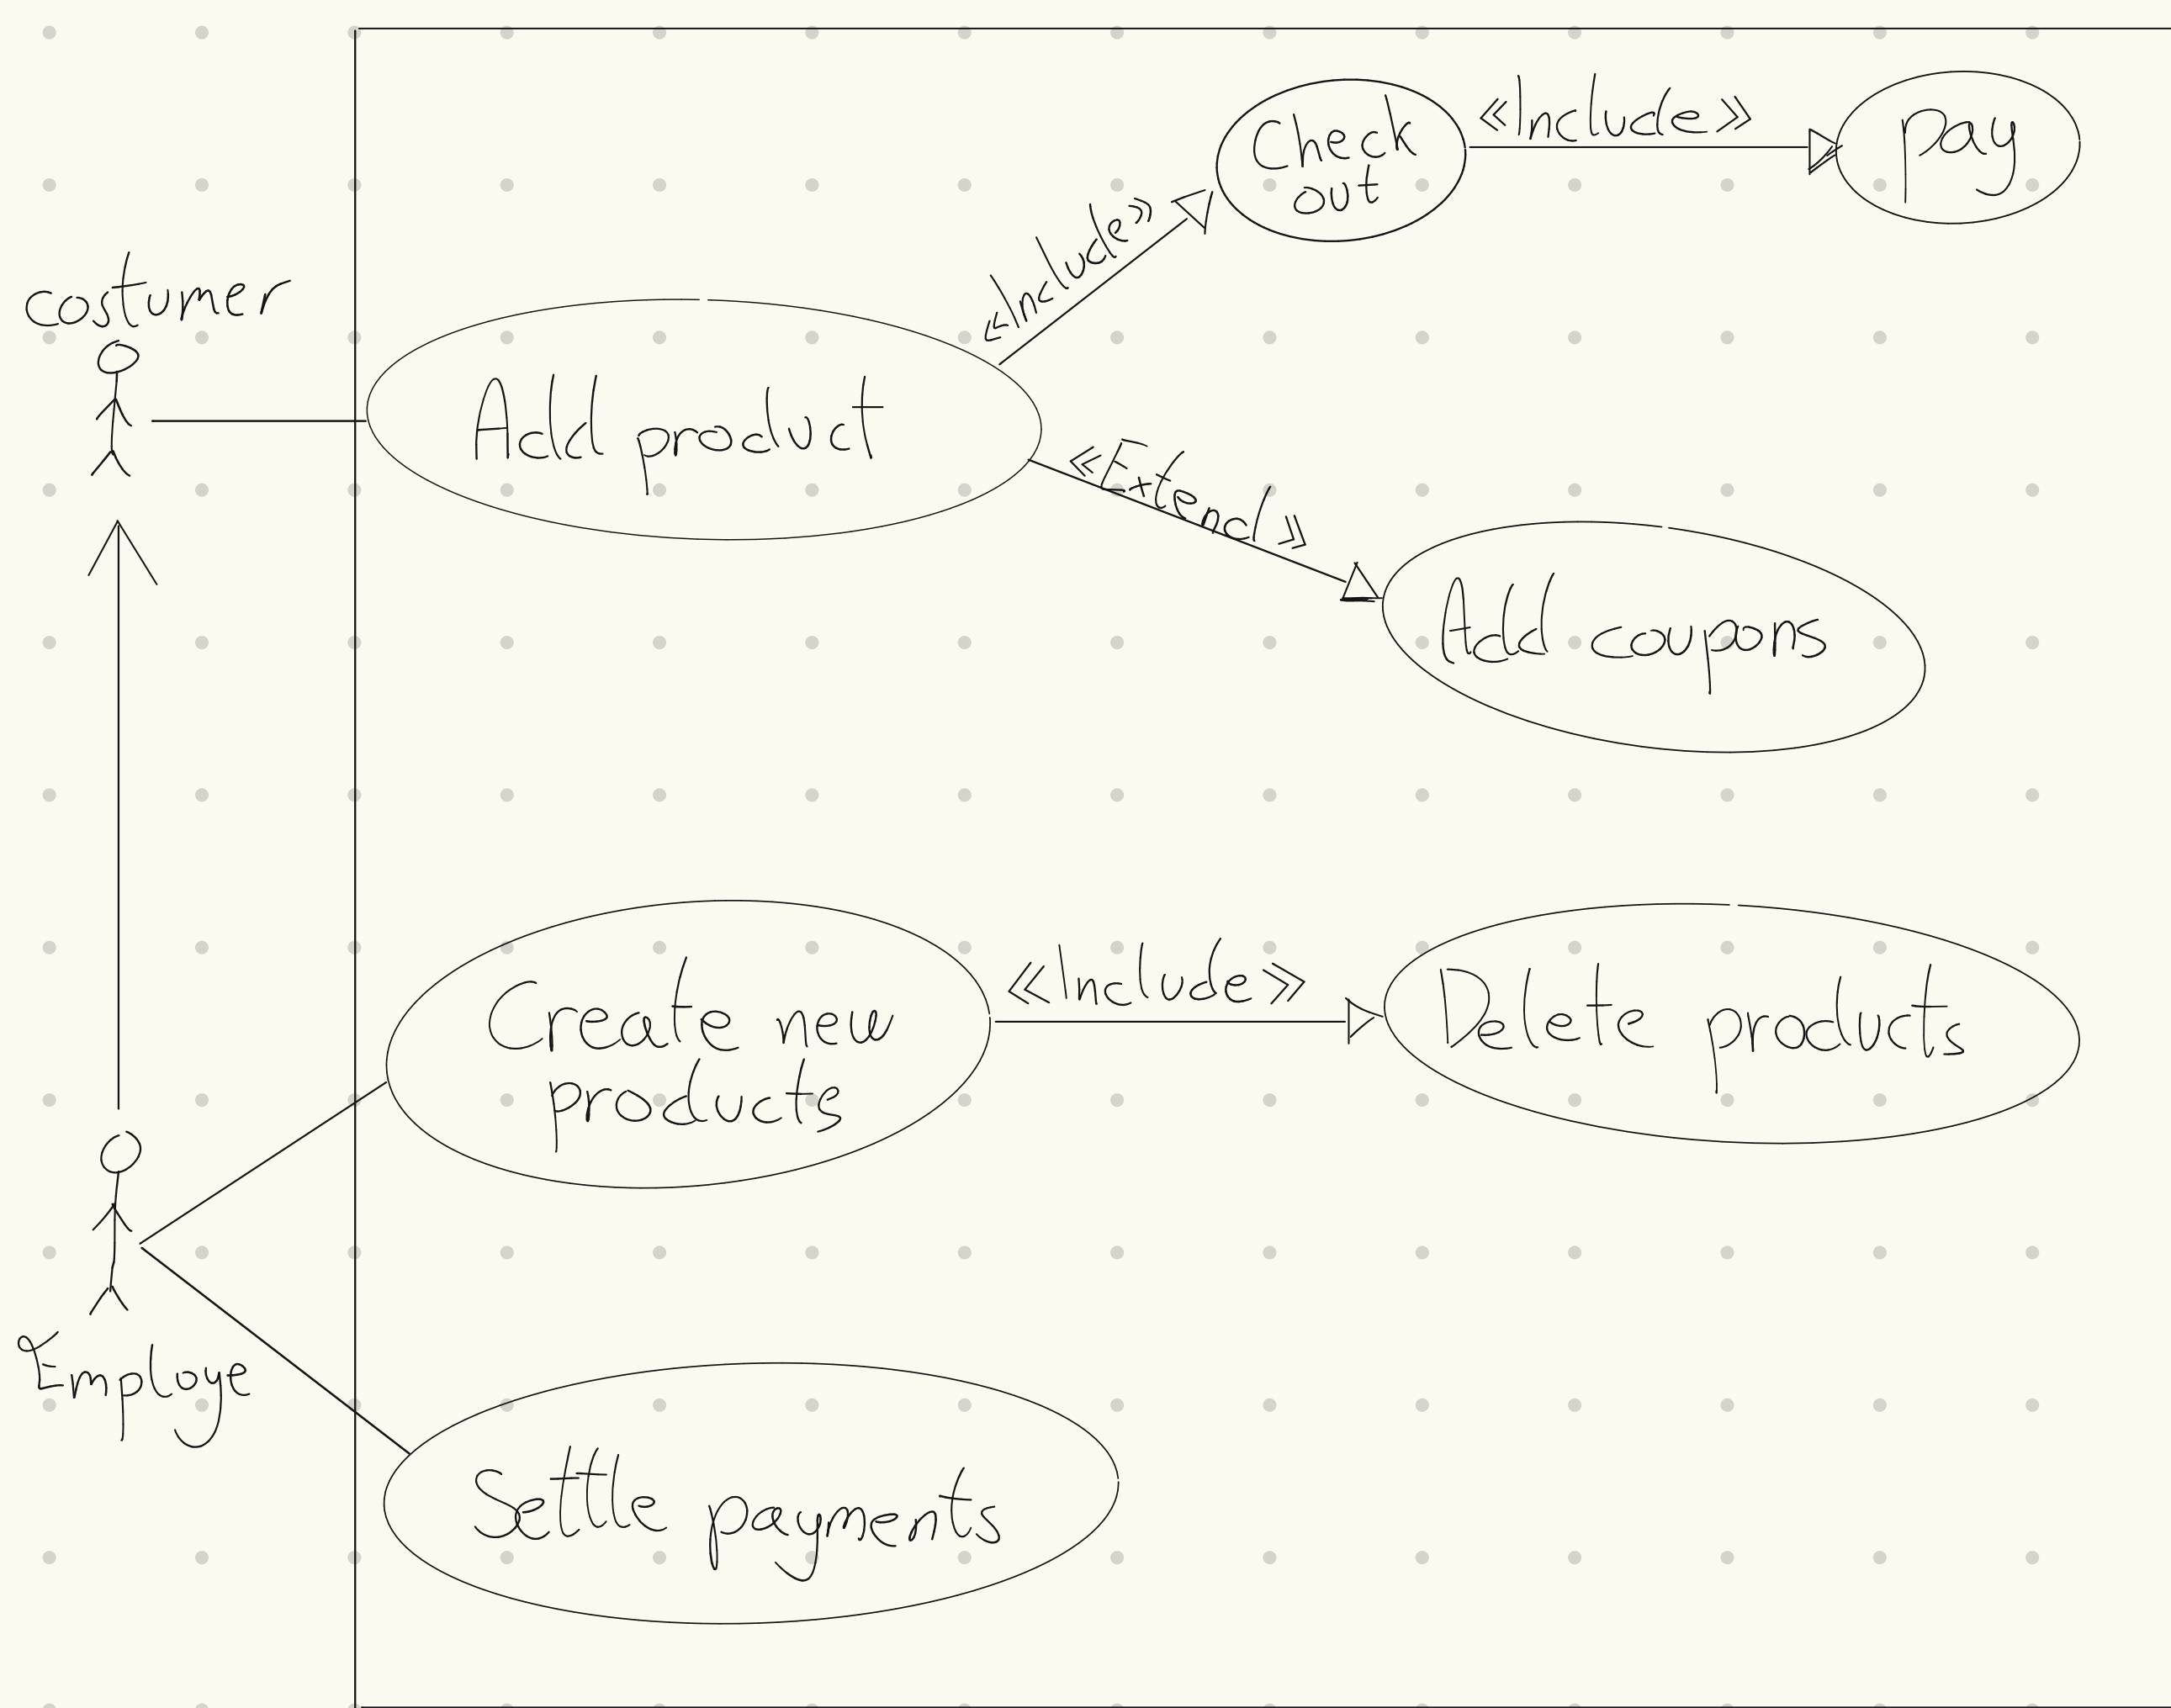 Check
out
«Include»
Pay
«Include»
costumer
Add product
«Extend»
Add coupons
Create new
products
«Include»
Delete products
Employe
Settle payments